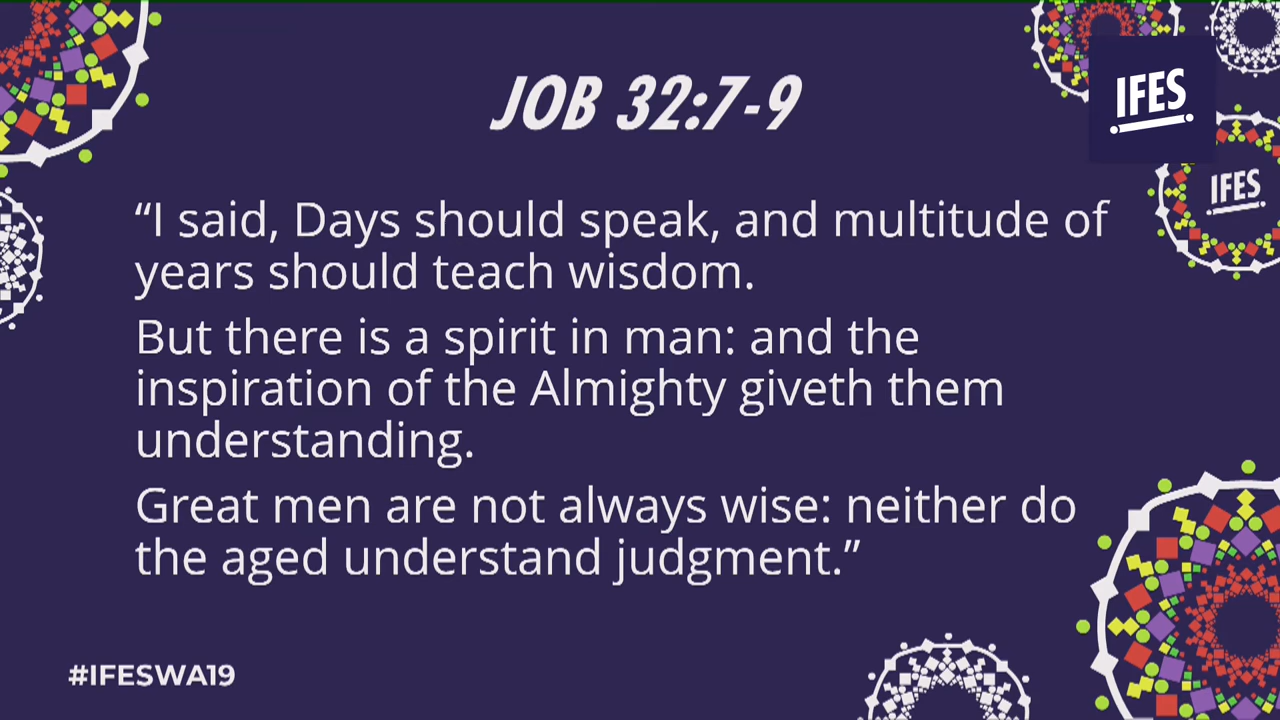 JOB 32:7-9
IFES
IFES
“I said, Days should speak, and multitude of
years should teach wisdom.
But there is a spirit in man: and the
inspiration of the Almighty giveth them
understanding.
Great men are not always wise: neither do
the aged understand judgment.”
#IFESWA19